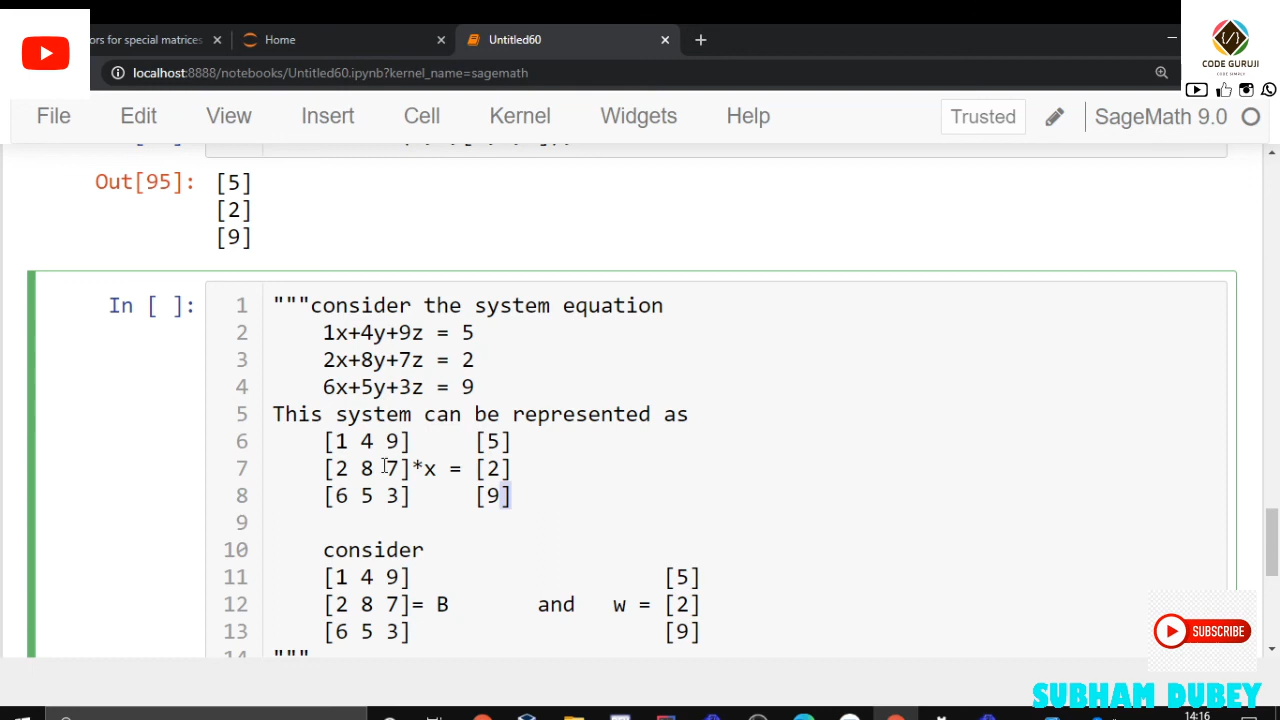 ors for special matrices
Home
Untitled60
localhost:8888/notebooks/Untitled60.ipynb?kernel_name=sagemath
CODE GURUJI
File Edit View Insert Cell Kernel Widgets Help Trusted SageMath 9.0
Out[95]: [5]
[2]
[9]
In [ ]:
1 """consider the system equation
2 1x+4y+9z = 5
3 2x+8y+7z = 2
4 6x+5y+3z = 9
5 This system can be represented as
6 [1 4 9] [5]
7 [2 8 7]*x = [2]
8 [6 5 3] [9]
9
10 consider
11 [1 4 9] [5]
12 [2 8 7]= B and w = [2]
13 [6 5 3] [9]
14 """
SUBSCRIBE
SUBHAM DUBEY
14:16